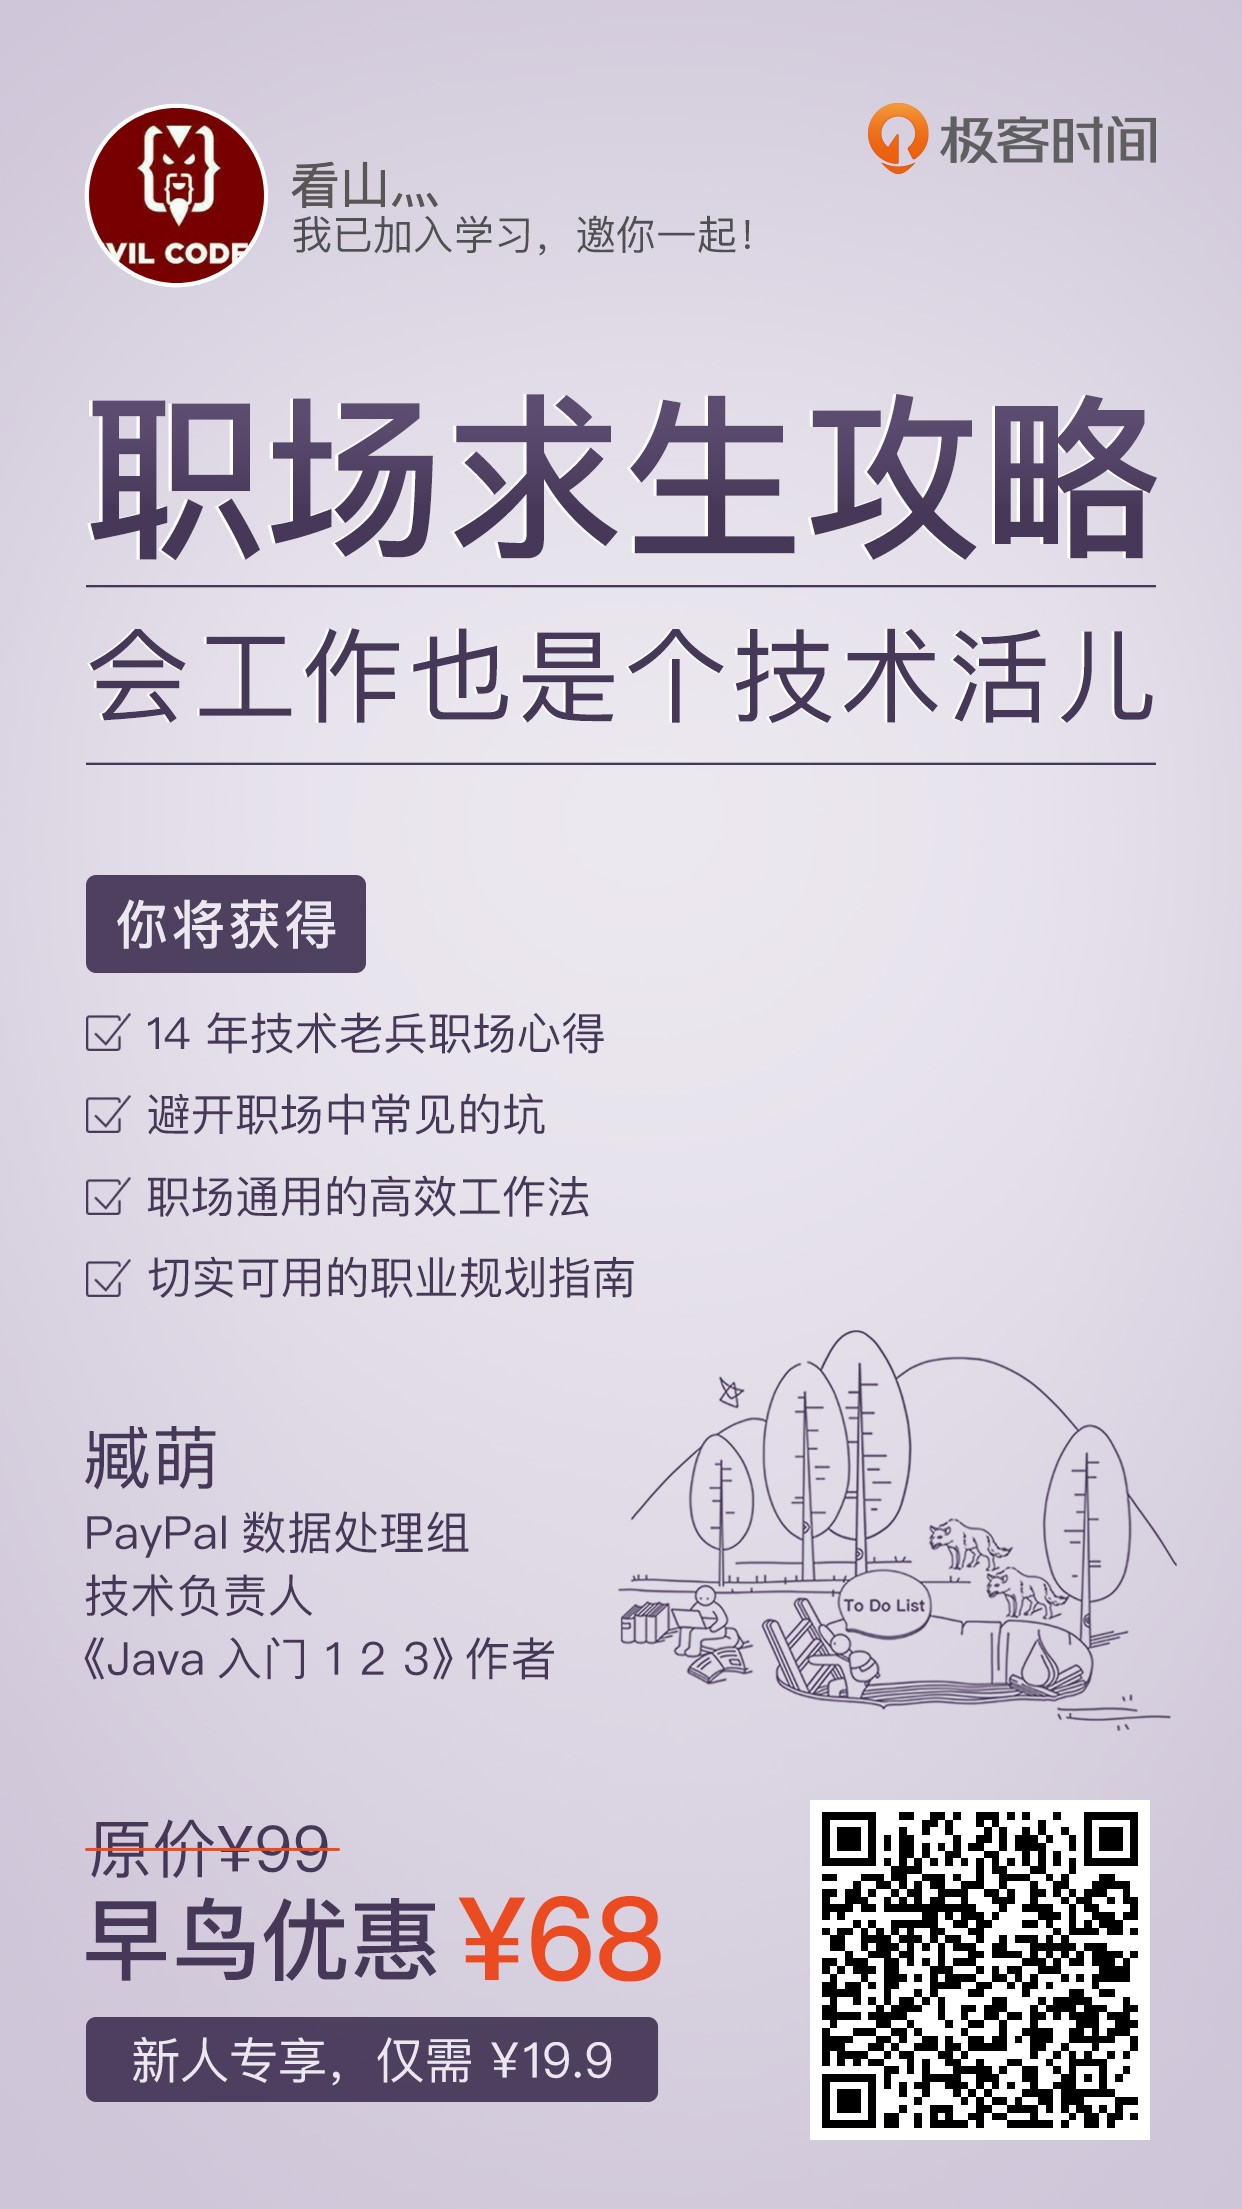 VIL CODE
看山灬
我已加入学习，邀你一起！
极客时间
职场求生攻略
会工作也是个技术活儿
你将获得
14 年技术老兵职场心得
避开职场中常见的坑
职场通用的高效工作法
切实可用的职业规划指南
臧萌
PayPal 数据处理组
技术负责人
《Java 入门 1 2 3》作者
To Do List
原价¥99
早鸟优惠 ¥68
新人专享，仅需 ¥19.9